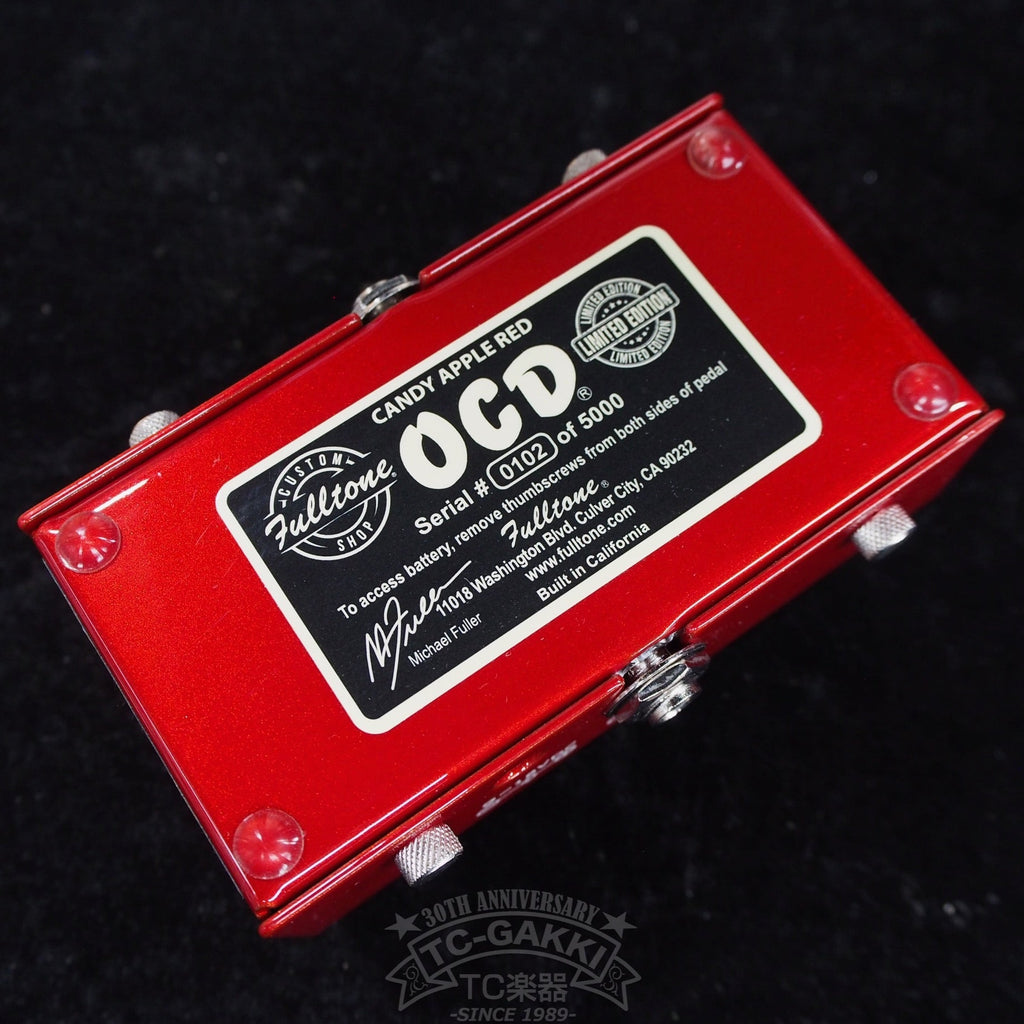 CANDY APPLE RED
OCD®
Serial # 0102 of 5000
LIMITED EDITION
LIMITED EDITION
LIMITED EDITION
CUSTOM
Fulltone®
SHOP
To access battery, remove thumbscrews from both sides of pedal
Fulltone®
11018 Washington Blvd. Culver City, CA 90232
www.fulltone.com
Built in California
Michael Fuller
30TH ANNIVERSARY
TC-GAKKI
TC楽器
-SINCE 1989-